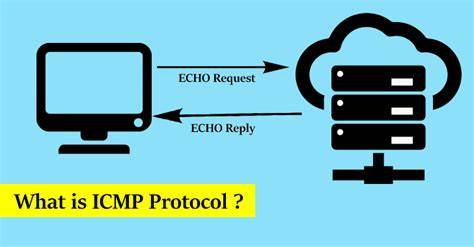 ECHO Request
ECHO Reply
What is ICMP Protocol ?